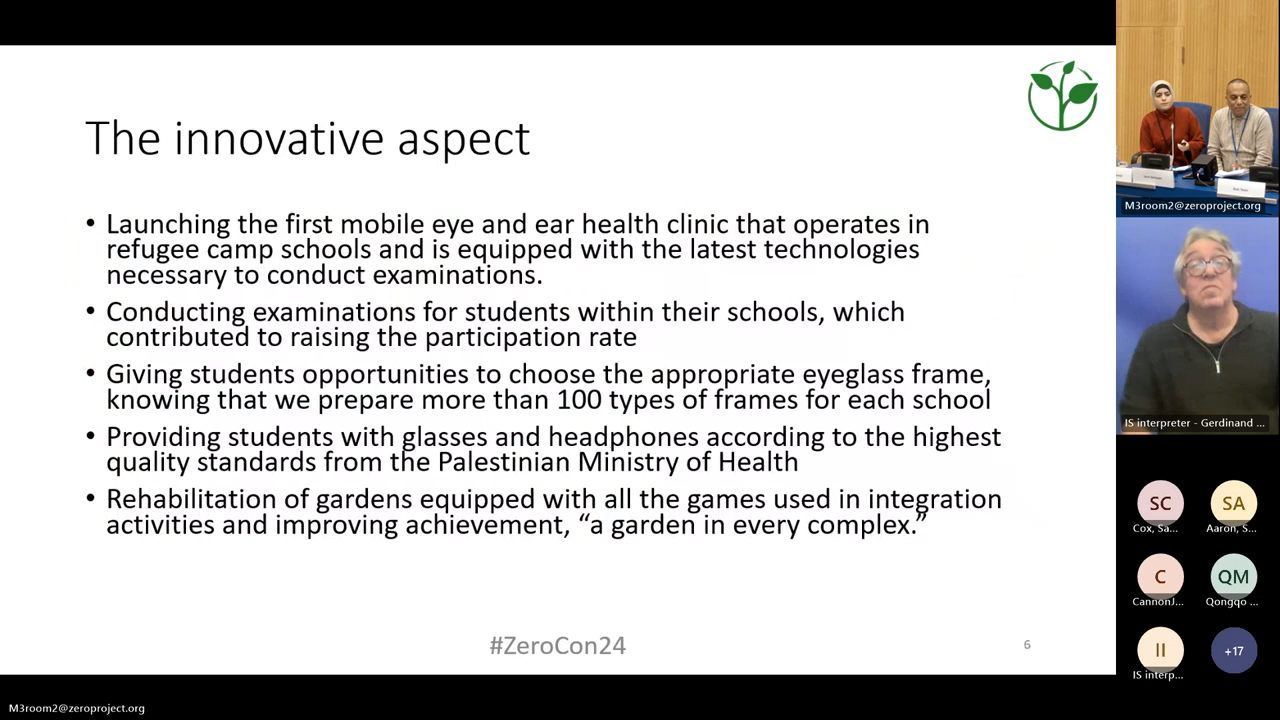 The innovative aspect
• Launching the first mobile eye and ear health clinic that operates in
refugee camp schools and is equipped with the latest technologies
necessary to conduct examinations.
• Conducting examinations for students within their schools, which
contributed to raising the participation rate
• Giving students opportunities to choose the appropriate eyeglass frame,
knowing that we prepare more than 100 types of frames for each school
• Providing students with glasses and headphones according to the highest
quality standards from the Palestinian Ministry of Health
• Rehabilitation of gardens equipped with all the games used in integration
activities and improving achievement, “a garden in every complex.”
#ZeroCon24
6
M3room2@zeroproject.org
IS interpreter - Gerdinand ...
SC
Cox, Sa...
SA
Aaron, S...
C
CannonJ...
QM
Qongqo ...
II
IS interp...
+17
M3room2@zeroproject.org